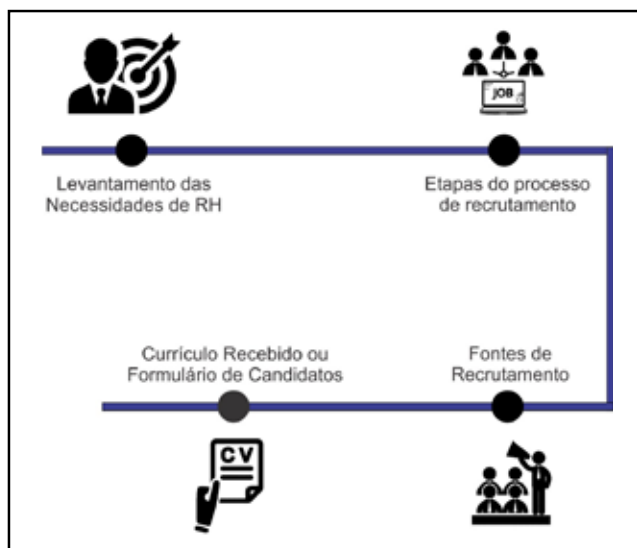 JOB
Levantamento das
Necessidades de RH
Etapas do processo
de recrutamento
Currículo Recebido ou
Formulário de Candidatos
Fontes de
Recrutamento
CV